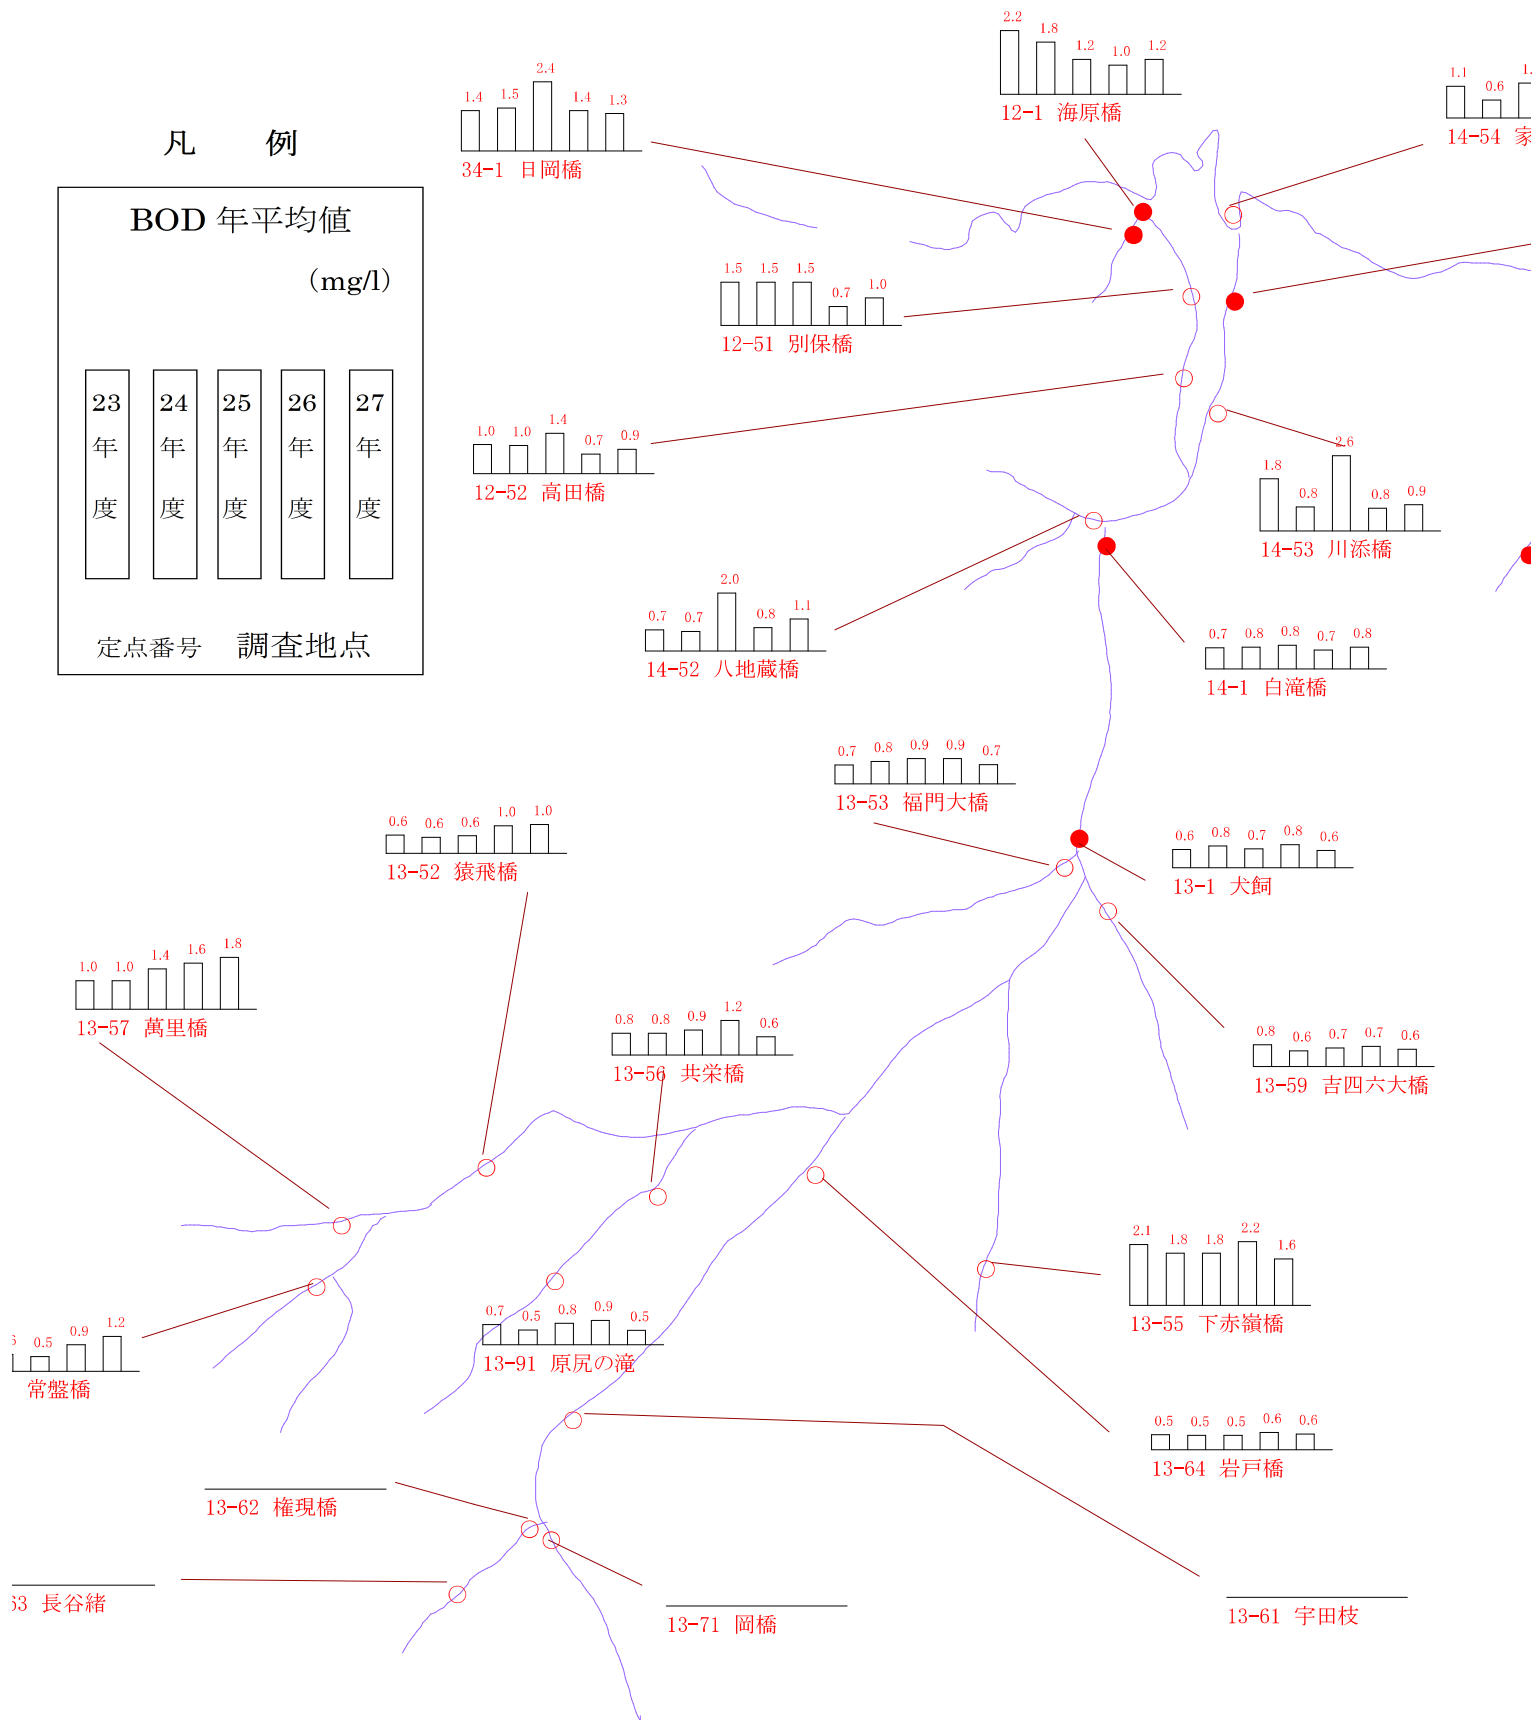 凡 例
BOD 年平均値
(mg/l)
23年度 24年度 25年度 26年度 27年度
定点番号 調査地点
2.2 1.8 1.2 1.0 1.2
12-1 海原橋
1.4 1.5 2.4 1.4 1.3
34-1 日岡橋
1.1 0.6
14-54 家
1.5 1.5 1.5 0.7 1.0
12-51 別保橋
1.0 1.0 1.4 0.7 0.9
12-52 高田橋
1.8 0.8 2.6 0.8 0.9
14-53 川添橋
0.7 0.7 2.0 0.8 1.1
14-52 八地蔵橋
0.7 0.8 0.8 0.7 0.8
14-1 白滝橋
0.7 0.8 0.9 0.9 0.7
13-53 福門大橋
0.6 0.6 0.6 1.0 1.0
13-52 猿飛橋
0.6 0.8 0.7 0.8 0.6
13-1 犬飼
1.0 1.0 1.4 1.6 1.8
13-57 萬里橋
0.8 0.8 0.9 1.2 0.6
13-56 共栄橋
0.8 0.6 0.7 0.7 0.6
13-59 吉四六大橋
2.1 1.8 1.8 2.2 1.6
13-55 下赤嶺橋
0.5 0.9 1.2
常盤橋
0.7 0.5 0.8 0.9 0.5
13-91 原尻の滝
0.5 0.5 0.5 0.6 0.6
13-64 岩戸橋
13-62 権現橋
63 長谷緒
13-71 岡橋
13-61 宇田枝